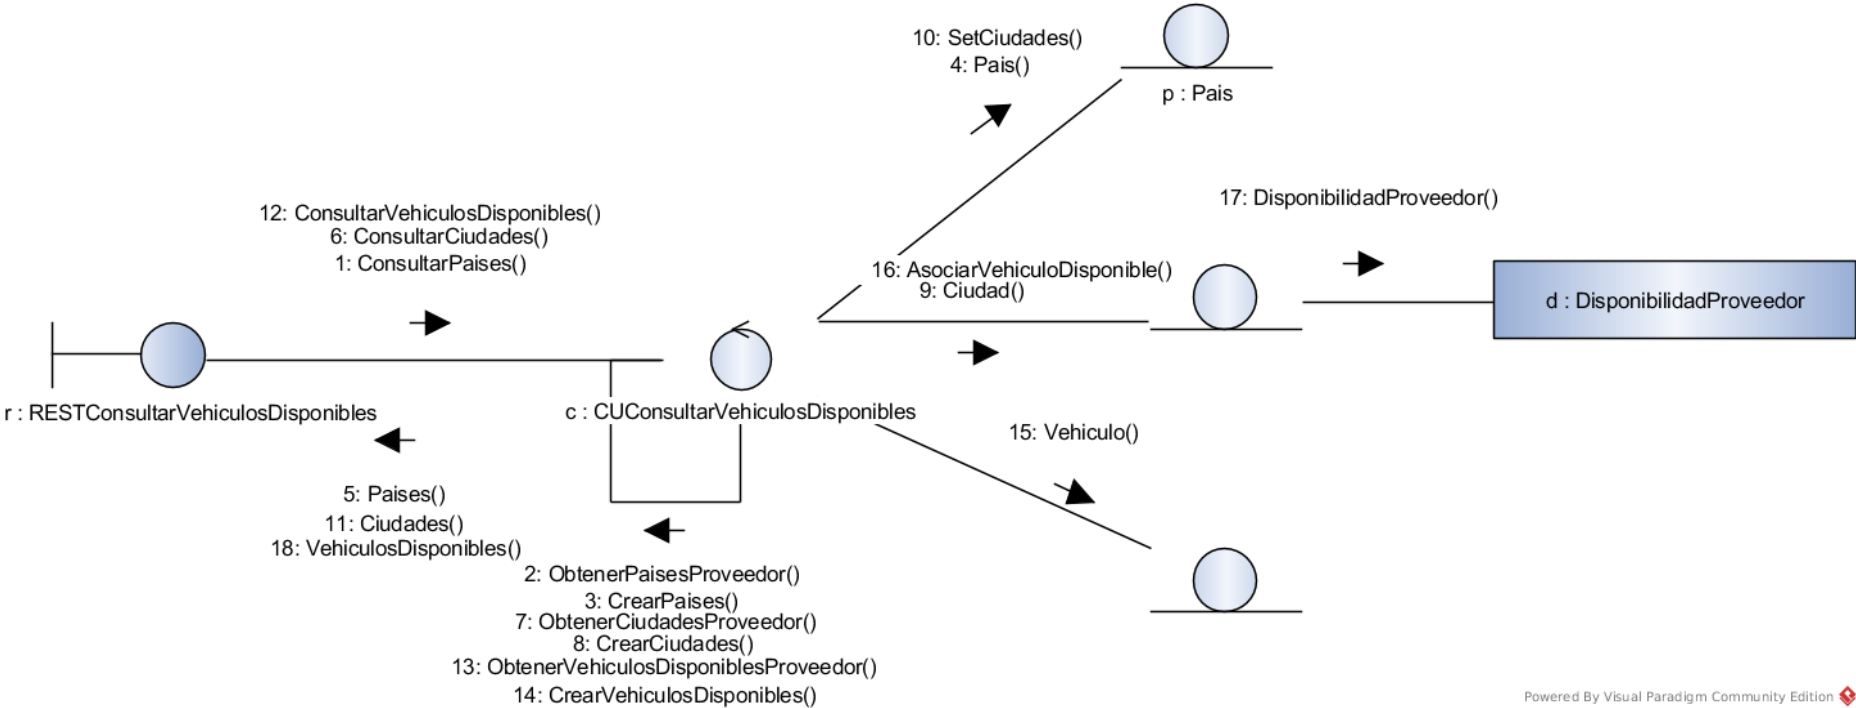 10: SetCiudades()
4: Pais()
p : Pais
17: DisponibilidadProveedor()
12: ConsultarVehiculosDisponibles()
6: ConsultarCiudades()
1: ConsultarPaises()
16: AsociarVehiculoDisponible()
9: Ciudad()
d : DisponibilidadProveedor
r : RESTConsultarVehiculosDisponibles
c : CUConsultarVehiculosDisponibles
15: Vehiculo()
5: Paises()
11: Ciudades()
18: VehiculosDisponibles()
2: ObtenerPaisesProveedor()
3: CrearPaises()
7: ObtenerCiudadesProveedor()
8: CrearCiudades()
13: ObtenerVehiculosDisponiblesProveedor()
14: CrearVehiculosDisponibles()
Powered By Visual Paradigm Community Edition